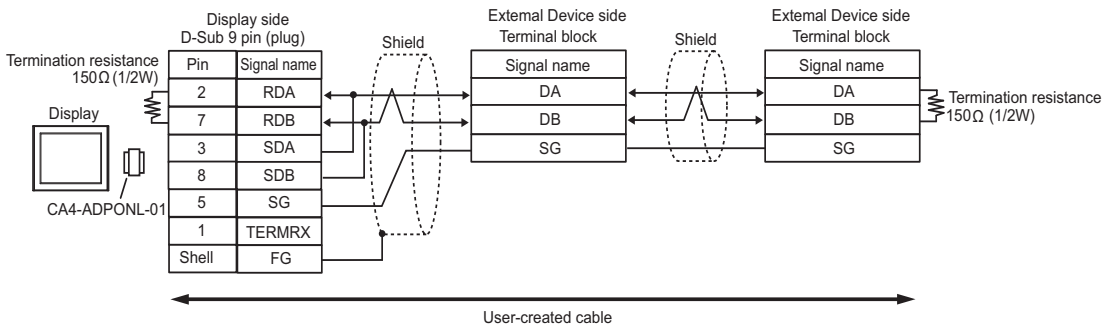 Display side
D-Sub 9 pin (plug)
Shield
External Device side
Terminal block
Shield
External Device side
Terminal block
Termination resistance
150Ω (1/2W)
Pin
Signal name
Signal name
Signal name
2
RDA
DA
DA
Termination resistance
150Ω (1/2W)
Display
7
RDB
DB
DB
3
SDA
SG
SG
8
SDB
CA4-ADPONL-01
5
SG
1
TERMRX
Shell
FG
User-created cable